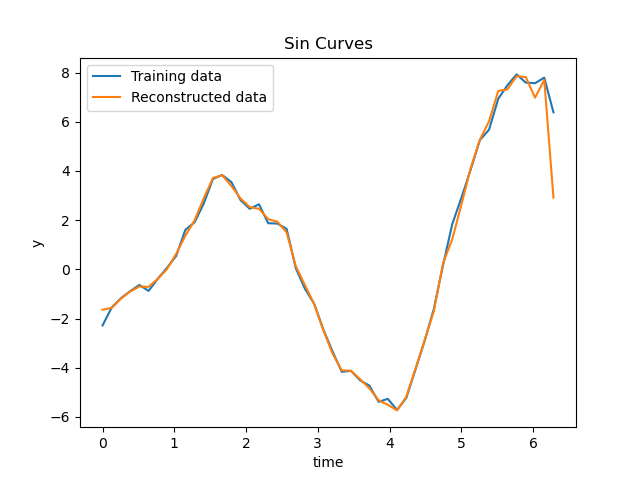 Sin Curves
Training data
Reconstructed data
8
6
4
2
0
−2
−4
−6
y
0 1 2 3 4 5 6
time